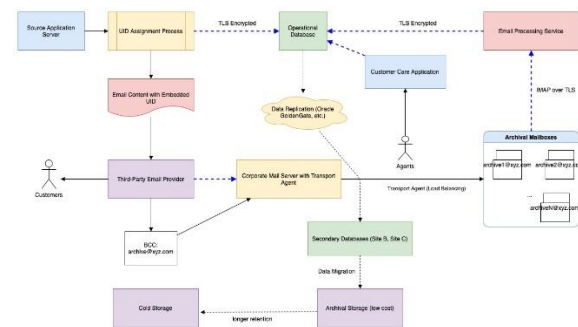 Source Application
Server
UID Assignment Process
TLS Encrypted
Operational
Database
TLS Encrypted
Email Processing Service
Email Content with Embedded
UID
Customer Care Application
IMAP over TLS
Data Replication (Oracle
GoldenGate, etc.)
Agents
Archival Mailboxes
archive1@xyz.com
archive2@xyz.com
...
archiveN@xyz.com
Customers
Third-Party Email Provider
Corporate Mail Server with Transport
Agent
Transport Agent (Load Balancing)
BCC:
archive@xyz.com
Secondary Databases (Site B, Site C)
Data Migration
Cold Storage
longer retention
Archival Storage (low cost)